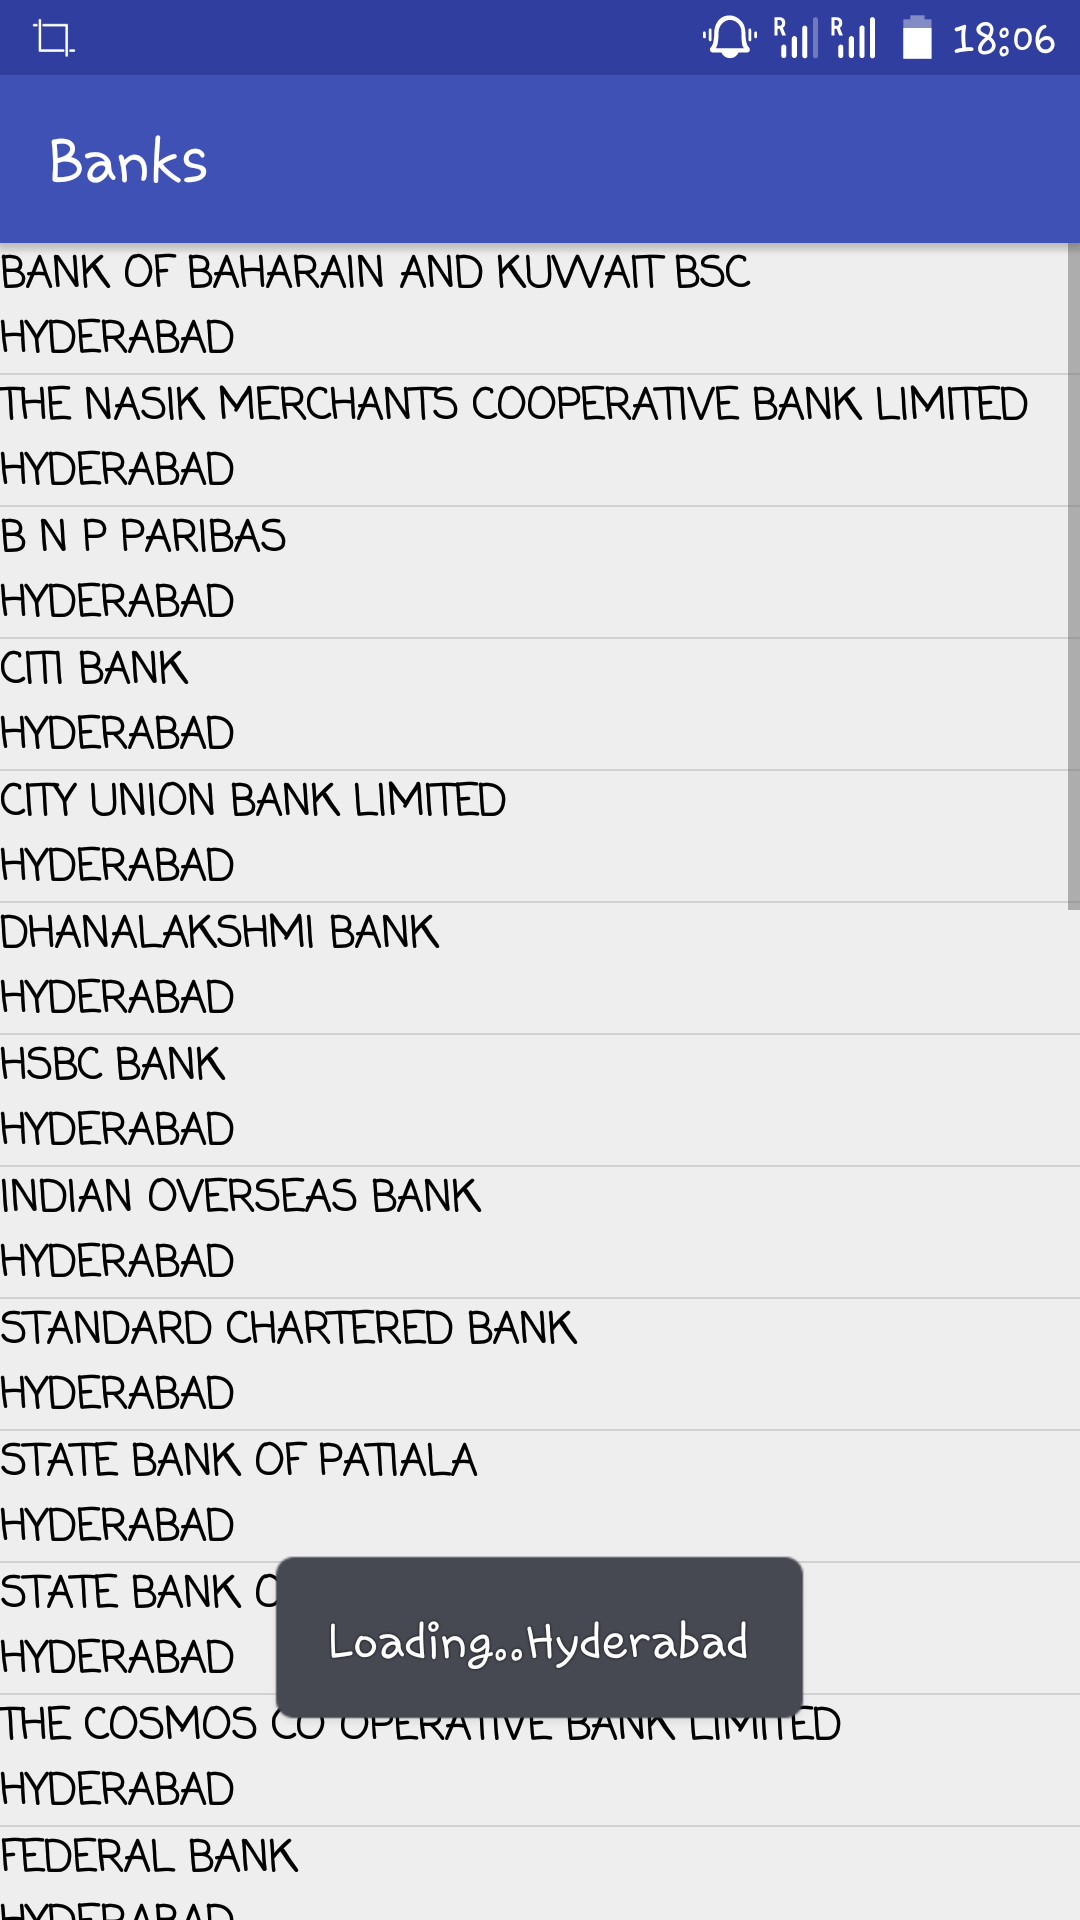 R R 18:06
Banks
BANK OF BAHARAIN AND KUWAIT BSC
HYDERABAD
THE NASIK MERCHANTS COOPERATIVE BANK LIMITED
HYDERABAD
B N P PARIBAS
HYDERABAD
CITI BANK
HYDERABAD
CITY UNION BANK LIMITED
HYDERABAD
DHANALAKSHMI BANK
HYDERABAD
HSBC BANK
HYDERABAD
INDIAN OVERSEAS BANK
HYDERABAD
STANDARD CHARTERED BANK
HYDERABAD
STATE BANK OF PATIALA
HYDERABAD
STATE BANK
HYDERABAD
Loading..Hyderabad
THE COSMOS CO OPERATIVE BANK LIMITED
HYDERABAD
FEDERAL BANK
HYDERABAD